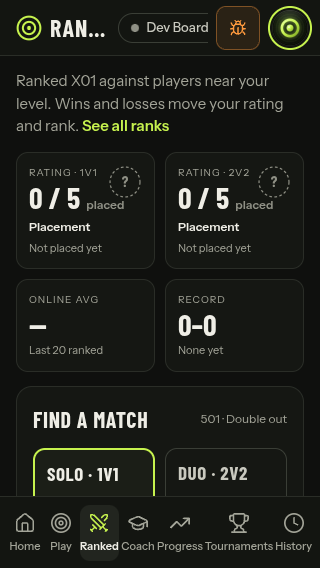 RAN...
Dev Board
Ranked X01 against players near your
level. Wins and losses move your rating
and rank. See all ranks
RATING · 1V1
?
0 / 5 placed
Placement
Not placed yet
RATING · 2V2
?
0 / 5 placed
Placement
Not placed yet
ONLINE AVG
–
Last 20 ranked
RECORD
0–0
None yet
FIND A MATCH
501 · Double out
SOLO · 1V1
DUO · 2V2
Home
Play
Ranked
Coach
Progress
Tournaments
History